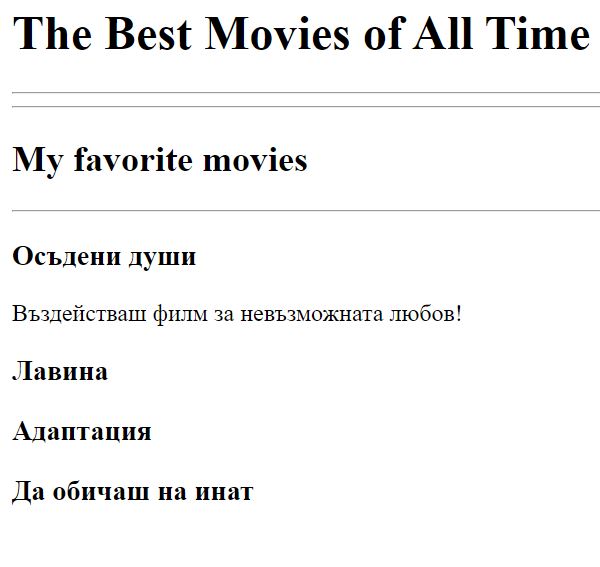 The Best Movies of All Time
My favorite movies
Осъдени души
Въздействаш филм за невъзможната любов!
Лавина
Адаптация
Да обичаш на инат